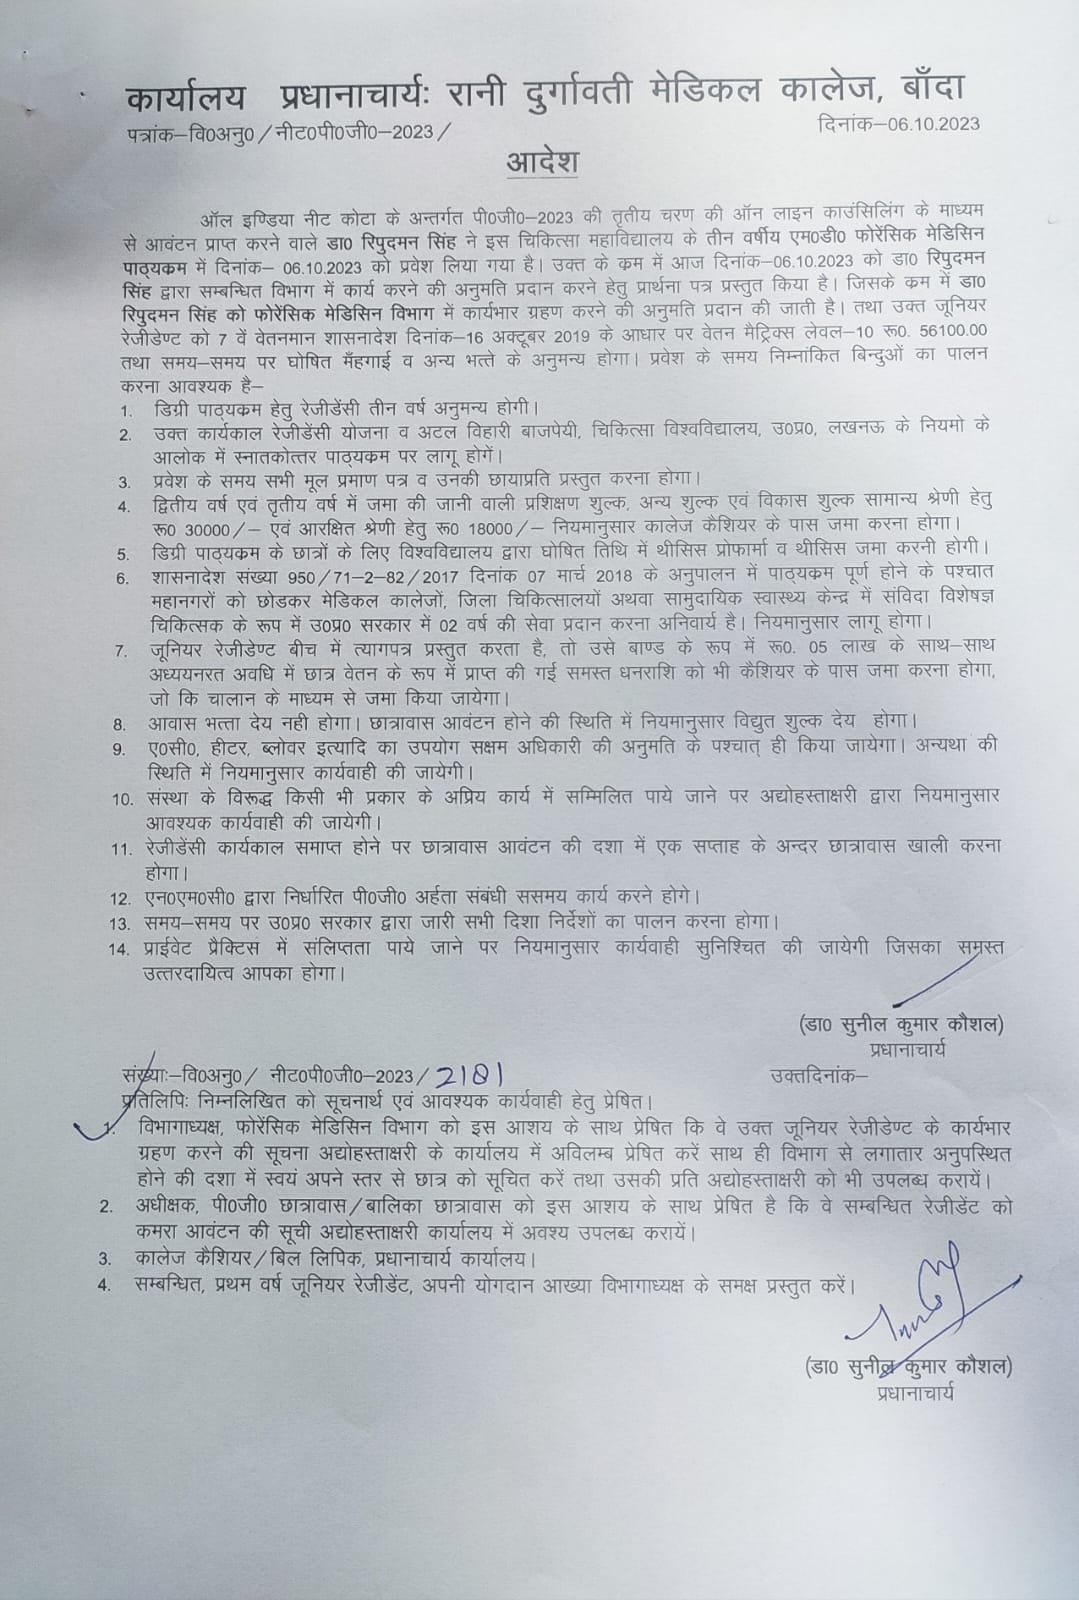 कार्यालय प्रधानाचार्यः रानी दुर्गावती मेडिकल कालेज, बाँदा
पत्रांक–वि0अनु0/नीट0पी0जी0–2023/
दिनांक–06.10.2023
आदेश
ऑल इण्डिया नीट कोटा के अन्तर्गत पी0जी0–2023 की तृतीय चरण की ऑन लाइन काउंसिलिंग के माध्यम
से आवंटन प्राप्त करने वाले डा0 रिपुदमन सिंह ने इस चिकित्सा महाविद्यालय के तीन वर्षीय एम0डी0 फोरेंसिक मेडिसिन
पाठ्यक्रम में दिनांक– 06.10.2023 को प्रवेश लिया गया है। उक्त के क्रम में आज दिनांक–06.10.2023 को डा0 रिपुदमन
सिंह द्वारा सम्बन्धित विभाग में कार्य करने की अनुमति प्रदान करने हेतु प्रार्थना पत्र प्रस्तुत किया है। जिसके क्रम में डा0
रिपुदमन सिंह को फोरेंसिक मेडिसिन विभाग में कार्यभार ग्रहण करने की अनुमति प्रदान की जाती है। तथा उक्त जूनियर
रेजीडेण्ट को 7 वें वेतनमान शासनादेश दिनांक–16 अक्टूबर 2019 के आधार पर वेतन मैट्रिक्स लेवल–10 रू0. 56100.00
तथा समय–समय पर घोषित मँहगाई व अन्य भत्ते के अनुमन्य होगा। प्रवेश के समय निम्नांकित बिन्दुओं का पालन
करना आवश्यक है–
1. डिग्री पाठ्यक्रम हेतु रेजीडेंसी तीन वर्ष अनुमन्य होगी।
2. उक्त कार्यकाल रेजीडेंसी योजना व अटल विहारी बाजपेयी, चिकित्सा विश्वविद्यालय, उ0प्र0, लखनऊ के नियमो के
आलोक में स्नातकोत्तर पाठ्यक्रम पर लागू होगें।
3. प्रवेश के समय सभी मूल प्रमाण पत्र व उनकी छायाप्रति प्रस्तुत करना होगा।
4. द्वितीय वर्ष एवं तृतीय वर्ष में जमा की जानी वाली प्रशिक्षण शुल्क, अन्य शुल्क एवं विकास शुल्क सामान्य श्रेणी हेतु
रू0 30000/– एवं आरक्षित श्रेणी हेतु रू0 18000/– नियमानुसार कालेज कैशियर के पास जमा करना होगा।
5. डिग्री पाठ्यक्रम के छात्रों के लिए विश्वविद्यालय द्वारा घोषित तिथि में थीसिस प्रोफार्मा व थीसिस जमा करनी होगी।
6. शासनादेश संख्या 950/71–2–82/2017 दिनांक 07 मार्च 2018 के अनुपालन में पाठ्यक्रम पूर्ण होने के पश्चात
महानगरों को छोडकर मेडिकल कालेजों, जिला चिकित्सालयों अथवा सामुदायिक स्वास्थ्य केन्द्र में संविदा विशेषज्ञ
चिकित्सक के रूप में उ0प्र0 सरकार में 02 वर्ष की सेवा प्रदान करना अनिवार्य है। नियमानुसार लागू होगा।
7. जूनियर रेजीडेण्ट बीच में त्यागपत्र प्रस्तुत करता है, तो उसे बाण्ड के रूप में रू0. 05 लाख के साथ–साथ
अध्ययनरत अवधि में छात्र वेतन के रूप में प्राप्त की गई समस्त धनराशि को भी कैशियर के पास जमा करना होगा,
जो कि चालान के माध्यम से जमा किया जायेगा।
8. आवास भत्ता देय नही होगा। छात्रावास आवंटन होने की स्थिति में नियमानुसार विद्युत शुल्क देय होगा।
9. ए0सी0, हीटर, ब्लोवर इत्यादि का उपयोग सक्षम अधिकारी की अनुमति के पश्चात् ही किया जायेगा। अन्यथा की
स्थिति में नियमानुसार कार्यवाही की जायेगी।
10. संस्था के विरूद्ध किसी भी प्रकार के अप्रिय कार्य में सम्मिलित पाये जाने पर अद्योहस्ताक्षरी द्वारा नियमानुसार
आवश्यक कार्यवाही की जायेगी।
11. रेजीडेंसी कार्यकाल समाप्त होने पर छात्रावास आवंटन की दशा में एक सप्ताह के अन्दर छात्रावास खाली करना
होगा।
12. एन0एम0सी0 द्वारा निर्धारित पी0जी0 अर्हता संबंधी ससमय कार्य करने होगे।
13. समय–समय पर उ0प्र0 सरकार द्वारा जारी सभी दिशा निर्देशों का पालन करना होगा।
14. प्राईवेट प्रैक्टिस में संलिप्तता पाये जाने पर नियमानुसार कार्यवाही सुनिश्चित की जायेगी जिसका समस्त
उत्तरदायित्व आपका होगा।
(डा0 सुनील कुमार कौशल)
प्रधानाचार्य
संख्याः–वि0अनु0/ नीट0पी0जी0–2023/ 2181
उक्तदिनांक–
प्रतिलिपिः निम्नलिखित को सूचनार्थ एवं आवश्यक कार्यवाही हेतु प्रेषित।
1. विभागाध्यक्ष, फोरेंसिक मेडिसिन विभाग को इस आशय के साथ प्रेषित कि वे उक्त जूनियर रेजीडेण्ट के कार्यभार
ग्रहण करने की सूचना अद्योहस्ताक्षरी के कार्यालय में अविलम्ब प्रेषित करें साथ ही विभाग से लगातार अनुपस्थित
होने की दशा में स्वयं अपने स्तर से छात्र को सूचित करें तथा उसकी प्रति अद्योहस्ताक्षरी को भी उपलब्ध करायें।
2. अधीक्षक, पी0जी0 छात्रावास/बालिका छात्रावास को इस आशय के साथ प्रेषित है कि वे सम्बन्धित रेजीडेंट को
कमरा आवंटन की सूची अद्योहस्ताक्षरी कार्यालय में अवश्य उपलब्ध करायें।
3. कालेज कैशियर/बिल लिपिक, प्रधानाचार्य कार्यालय।
4. सम्बन्धित, प्रथम वर्ष जूनियर रेजीडेंट, अपनी योगदान आख्या विभागाध्यक्ष के समक्ष प्रस्तुत करें।
(डा0 सुनील कुमार कौशल)
प्रधानाचार्य